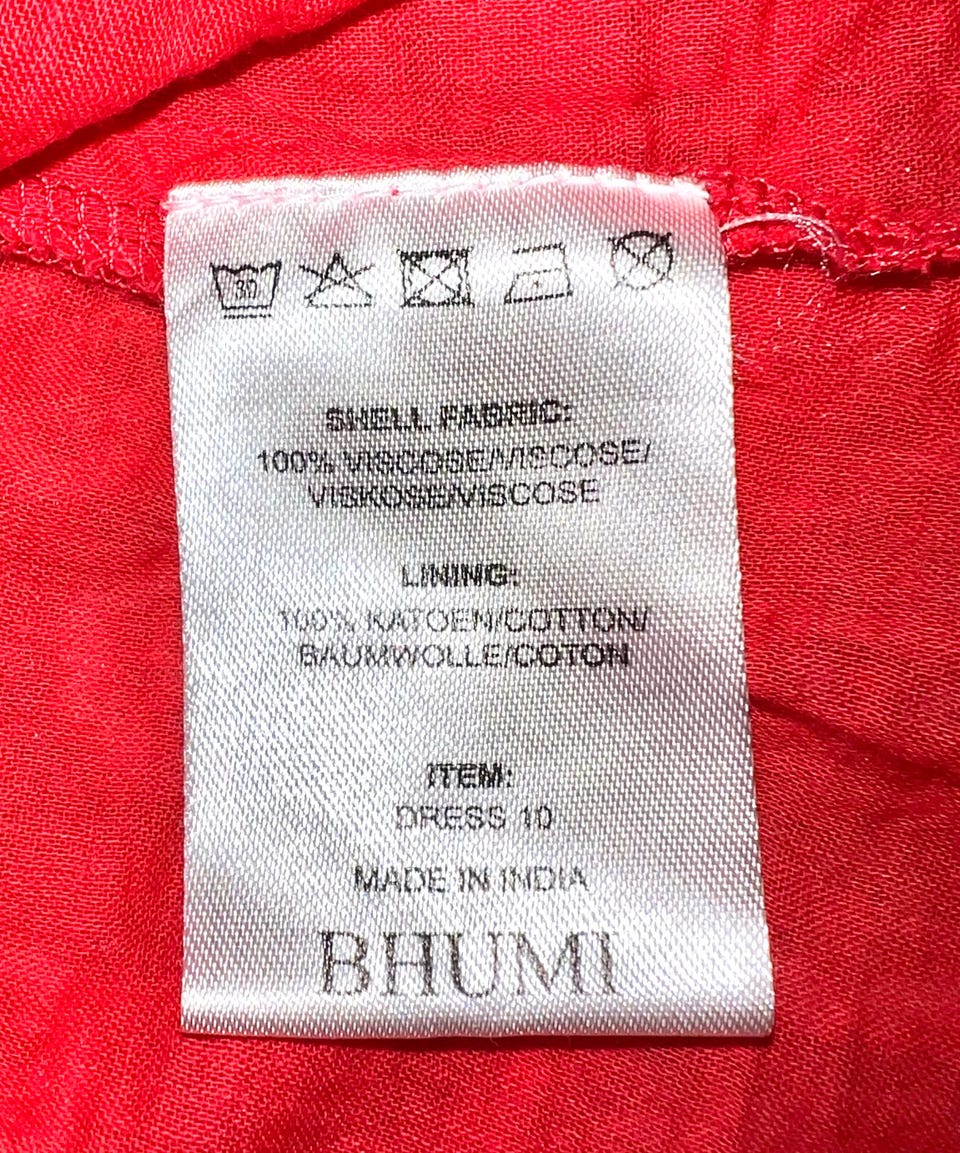 30
SHELL FABRIC:
100% VISCOSE/VISCOSE/
VISKOSE/VISCOSE
LINING:
100% KATOEN/COTTON/
BAUMWOLLE/COTON
ITEM:
DRESS 10
MADE IN INDIA
BHUMI